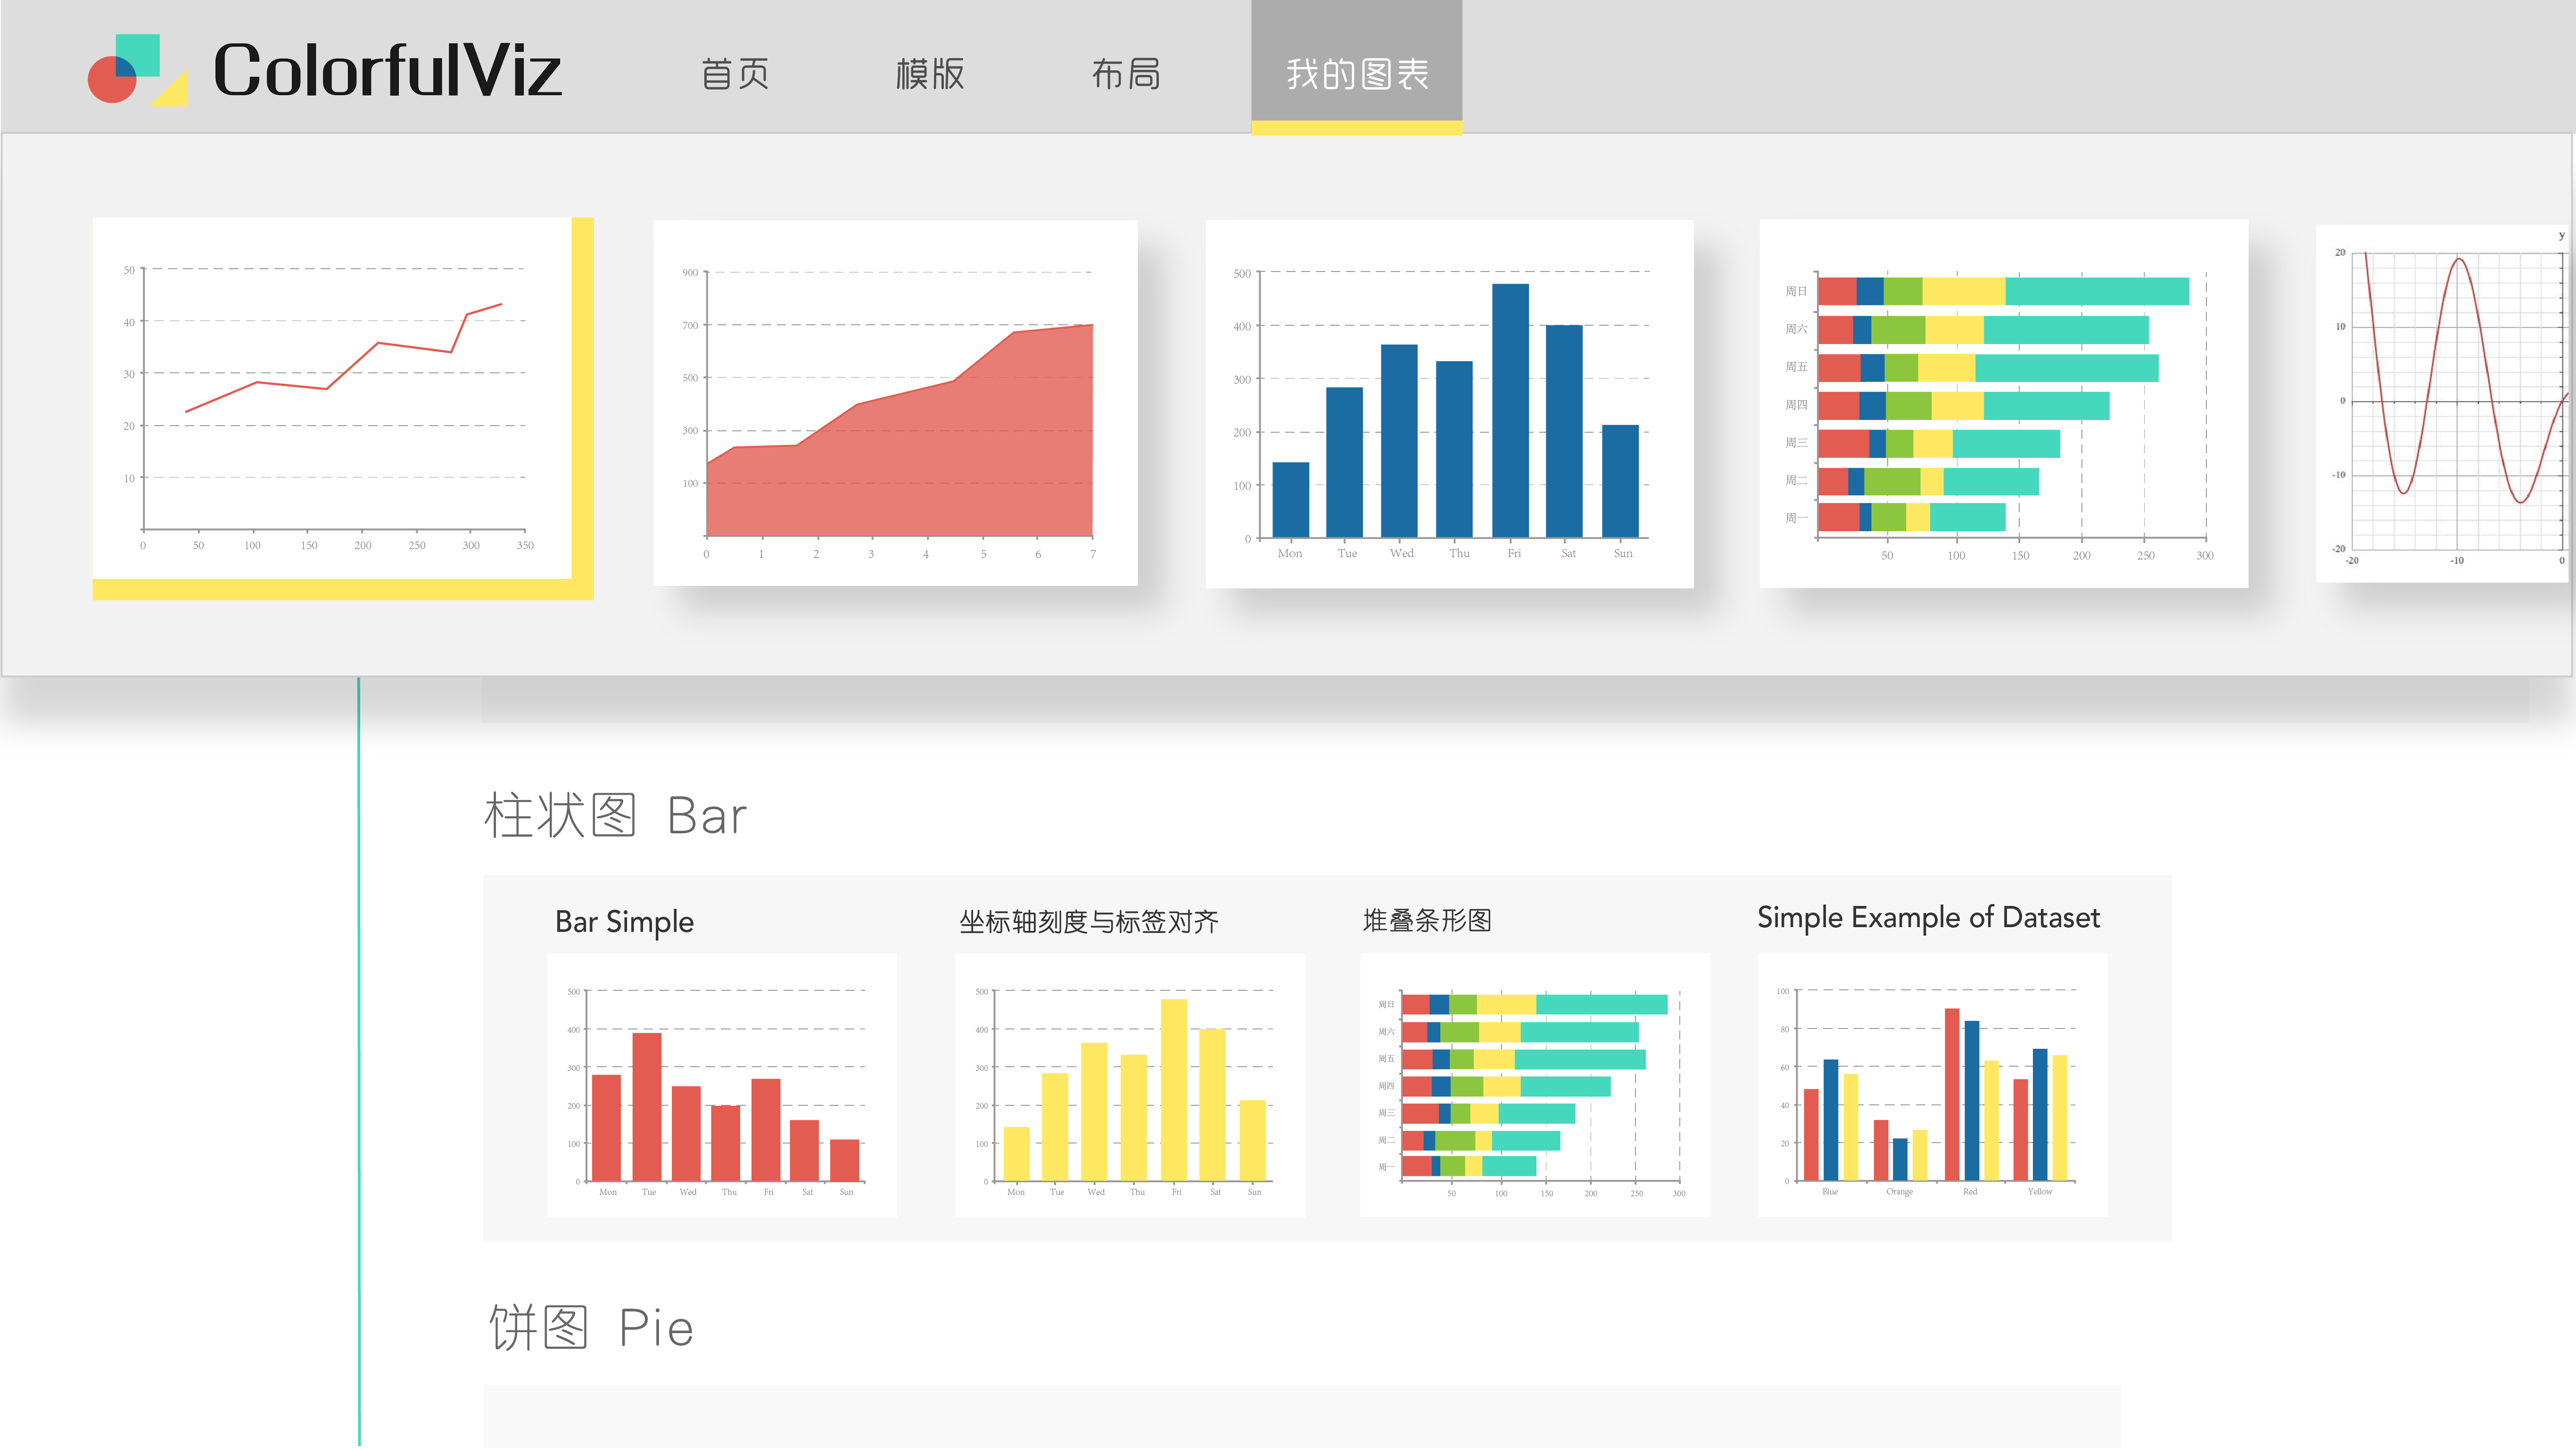 ColorfulViz 首页 模版 布局 我的图表
50
40
30
20
10
0 50 100 150 200 250 300 350
900
700
500
300
100
0 1 2 3 4 5 6 7
500
400
300
200
100
0
Mon Tue Wed Thu Fri Sat Sun
周日
周六
周五
周四
周三
周二
周一
50 100 150 200 250 300
y
20
10
0
-10
-20
-20 -10 0
柱状图 Bar
Bar Simple
500
400
300
200
100
0
Mon Tue Wed Thu Fri Sat Sun
坐标轴刻度与标签对齐
500
400
300
200
100
0
Mon Tue Wed Thu Fri Sat Sun
堆叠条形图
周日
周六
周五
周四
周三
周二
周一
50 100 150 200 250 300
Simple Example of Dataset
100
80
60
40
20
0
Blue Orange Red Yellow
饼图 Pie